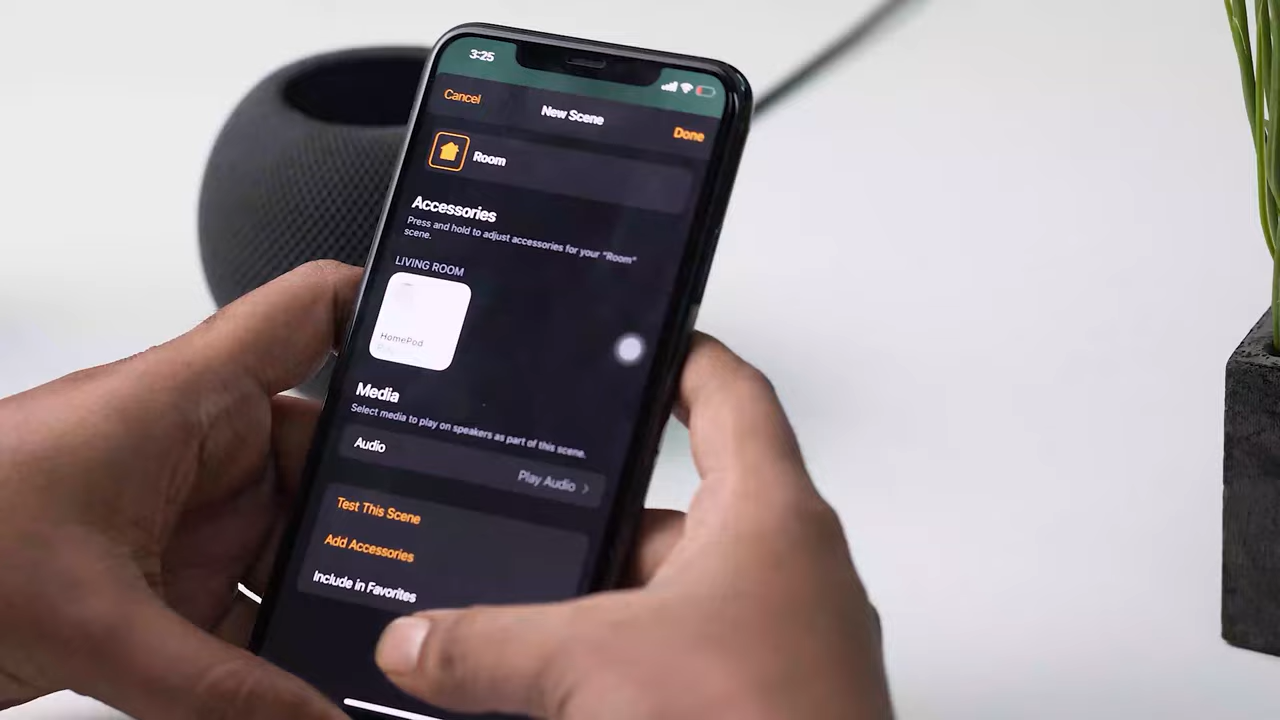 3:25
Cancel
New Scene
Done
Room
Accessories
Press and hold to adjust accessories for your "Room"
scene.
LIVING ROOM
HomePod
Media
Select media to play on speakers as part of this scene.
Audio
Play Audio
Test This Scene
Add Accessories
Include in Favorites